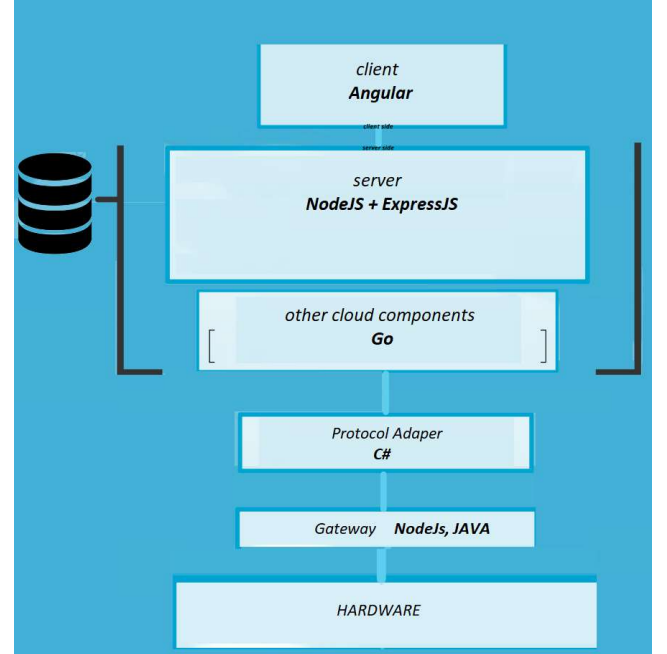 client
Angular
client side
server side
server
NodeJS + ExpressJS
other cloud components
Go
Protocol Adaper
C#
Gateway NodeJs, JAVA
HARDWARE